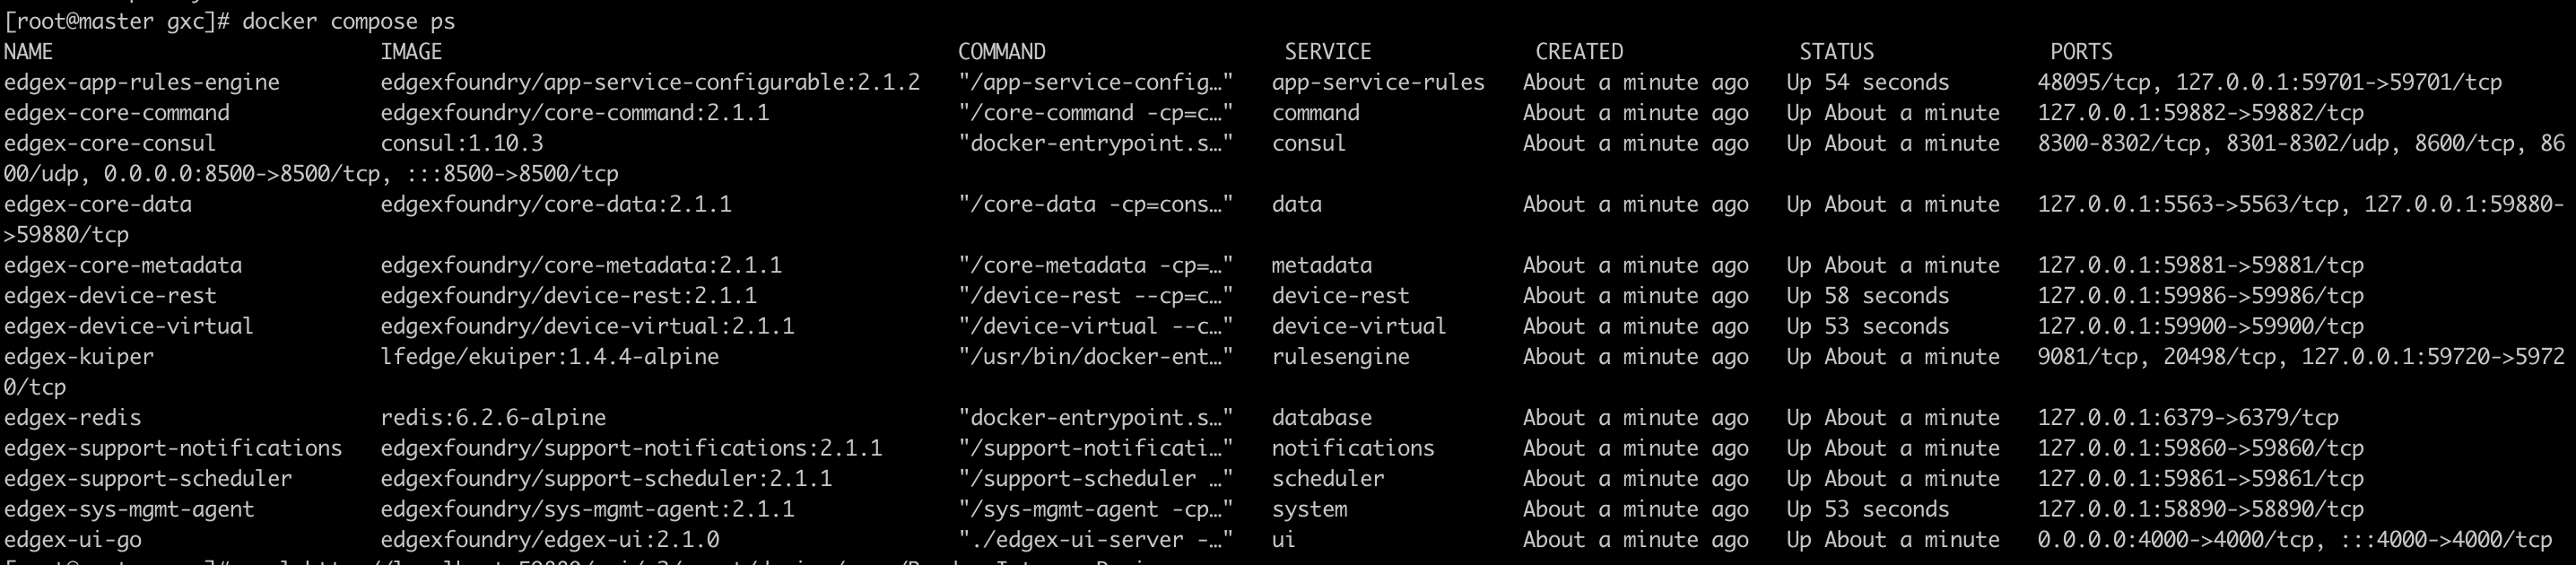 [root@master gxc]# docker compose ps
NAME IMAGE COMMAND SERVICE CREATED STATUS PORTS
edgex-app-rules-engine edgexfoundry/app-service-configurable:2.1.2 "/app-service-config…" app-service-rules About a minute ago Up 54 seconds 48095/tcp, 127.0.0.1:59701->59701/tcp
edgex-core-command edgexfoundry/core-command:2.1.1 "/core-command -cp=c…" command About a minute ago Up About a minute 127.0.0.1:59882->59882/tcp
edgex-core-consul consul:1.10.3 "docker-entrypoint.s…" consul About a minute ago Up About a minute 8300-8302/tcp, 8301-8302/udp, 8600/tcp, 86
00/udp, 0.0.0.0:8500->8500/tcp, :::8500->8500/tcp
edgex-core-data edgexfoundry/core-data:2.1.1 "/core-data -cp=cons…" data About a minute ago Up About a minute 127.0.0.1:5563->5563/tcp, 127.0.0.1:59880-
>59880/tcp
edgex-core-metadata edgexfoundry/core-metadata:2.1.1 "/core-metadata -cp=…" metadata About a minute ago Up About a minute 127.0.0.1:59881->59881/tcp
edgex-device-rest edgexfoundry/device-rest:2.1.1 "/device-rest --cp=c…" device-rest About a minute ago Up 58 seconds 127.0.0.1:59986->59986/tcp
edgex-device-virtual edgexfoundry/device-virtual:2.1.1 "/device-virtual --c…" device-virtual About a minute ago Up 53 seconds 127.0.0.1:59900->59900/tcp
edgex-kuiper lfedge/ekuiper:1.4.4-alpine "/usr/bin/docker-ent…" rulesengine About a minute ago Up About a minute 9081/tcp, 20498/tcp, 127.0.0.1:59720->5972
0/tcp
edgex-redis redis:6.2.6-alpine "docker-entrypoint.s…" database About a minute ago Up About a minute 127.0.0.1:6379->6379/tcp
edgex-support-notifications edgexfoundry/support-notifications:2.1.1 "/support-notificati…" notifications About a minute ago Up About a minute 127.0.0.1:59860->59860/tcp
edgex-support-scheduler edgexfoundry/support-scheduler:2.1.1 "/support-scheduler …" scheduler About a minute ago Up About a minute 127.0.0.1:59861->59861/tcp
edgex-sys-mgmt-agent edgexfoundry/sys-mgmt-agent:2.1.1 "/sys-mgmt-agent -cp…" system About a minute ago Up 53 seconds 127.0.0.1:58890->58890/tcp
edgex-ui-go edgexfoundry/edgex-ui:2.1.0 "./edgex-ui-server -…" ui About a minute ago Up About a minute 0.0.0.0:4000->4000/tcp, :::4000->4000/tcp